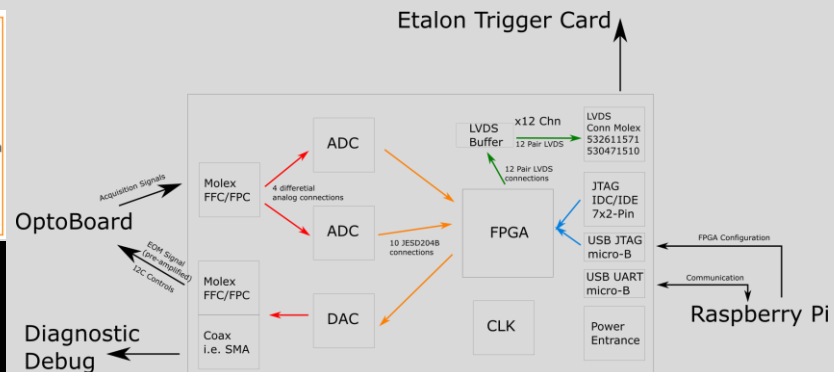 Etalon Trigger Card
OptoBoard
Acquisition Signals
EOM Signal
(pre-amplified)
I2C Controls
Diagnostic
Debug
Molex
FFC/FPC
Molex
FFC/FPC
Coax
i.e. SMA
4 differetial
analog connections
ADC
ADC
DAC
10 JESD204B
connections
LVDS
Buffer
x12 Chn
12 Pair LVDS
12 Pair LVDS
connections
FPGA
CLK
LVDS
Conn Molex
532611571
530471510
JTAG
IDC/IDE
7x2-Pin
USB JTAG
micro-B
USB UART
micro-B
Power
Entrance
FPGA Configuration
Communication
Raspberry Pi